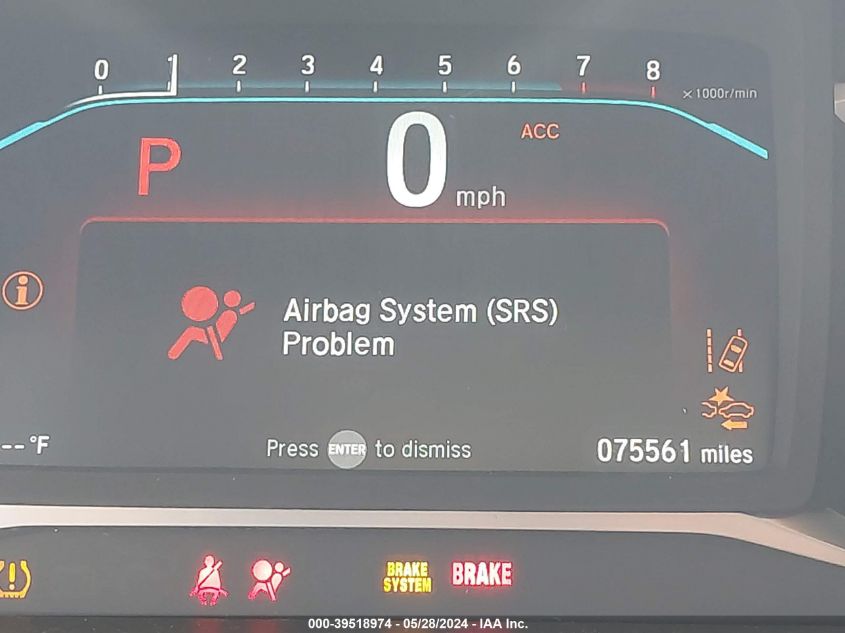 0 1 2 3 4 5 6 7 8 ×1000r/min
P 0 mph ACC
Airbag System (SRS)
Problem
--°F Press ENTER to dismiss 075561 miles
BRAKE
SYSTEM
BRAKE
000-39518974 - 05/28/2024 - IAA Inc.